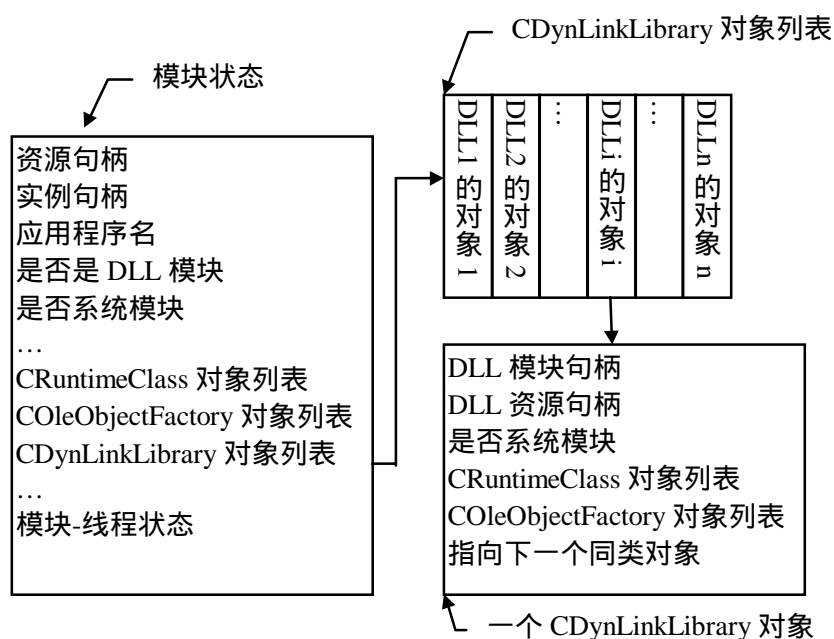 CDynLinkLibrary 对象列表
模块状态
资源句柄
实例句柄
应用程序名
是否是 DLL 模块
是否系统模块
…
CRuntimeClass 对象列表
COleObjectFactory 对象列表
CDynLinkLibrary 对象列表
…
模块-线程状态
DLL1 的对象 1
DLL2 的对象 2
…
DLLi 的对象 i
…
DLLn 的对象 n
DLL 模块句柄
DLL 资源句柄
是否系统模块
CRuntimeClass 对象列表
COleObjectFactory 对象列表
指向下一个同类对象
一个 CDynLinkLibrary 对象